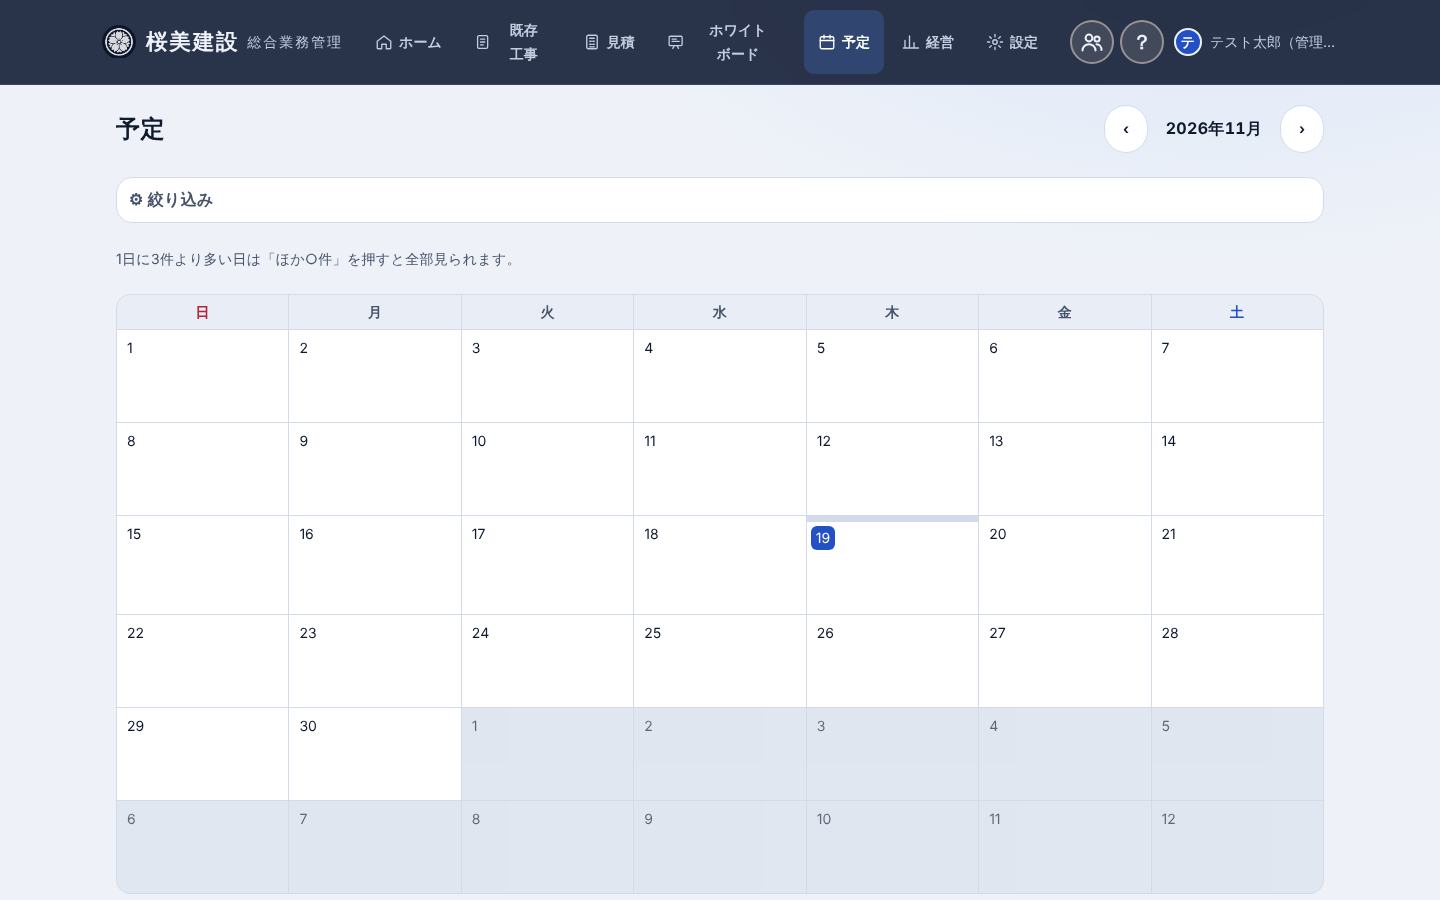 桜美建設 総合業務管理 ホーム 既存工事 見積 ホワイトボード 予定 経営 設定 ? テ テスト太郎（管理...
予定 ‹ 2026年11月 ›
⚙ 絞り込み
1日に3件より多い日は「ほか○件」を押すと全部見られます。
日 月 火 水 木 金 土
1 2 3 4 5 6 7
8 9 10 11 12 13 14
15 16 17 18 19 20 21
22 23 24 25 26 27 28
29 30 1 2 3 4 5
6 7 8 9 10 11 12